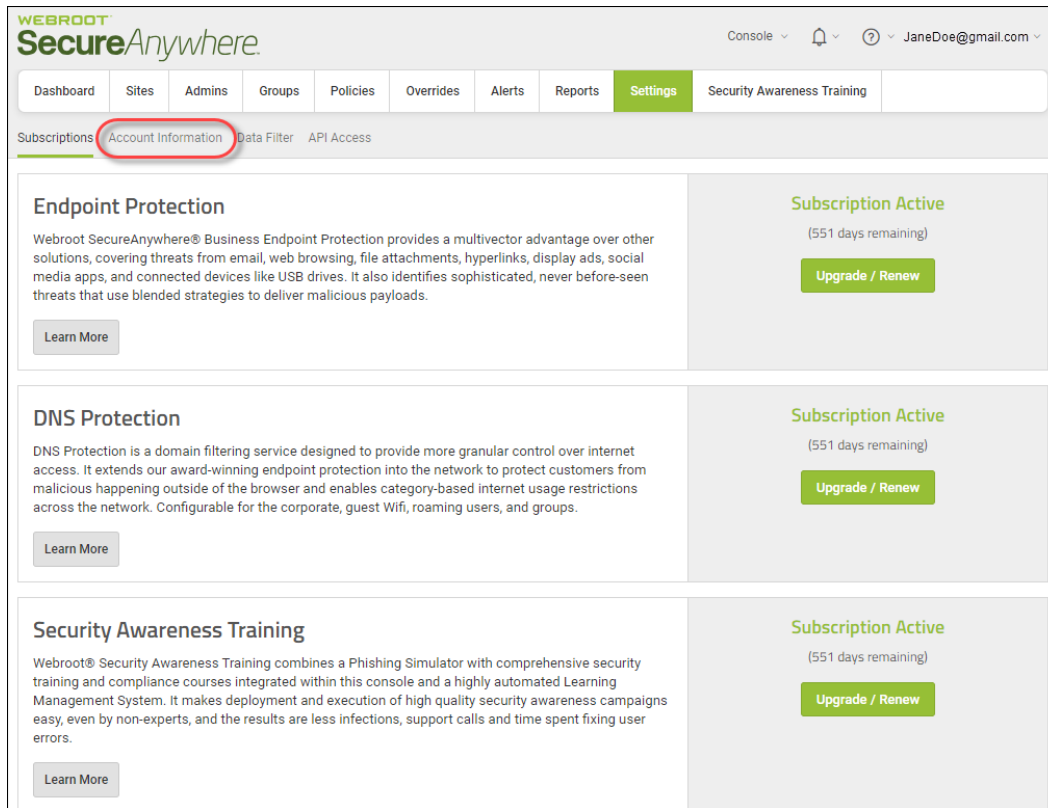 WEBROOT
SecureAnywhere.
Console JaneDoe@gmail.com
Dashboard Sites Admins Groups Policies Overrides Alerts Reports Settings Security Awareness Training
Subscriptions Account Information Data Filter API Access
Endpoint Protection
Webroot SecureAnywhere® Business Endpoint Protection provides a multivector advantage over other
solutions, covering threats from email, web browsing, file attachments, hyperlinks, display ads, social
media apps, and connected devices like USB drives. It also identifies sophisticated, never before-seen
threats that use blended strategies to deliver malicious payloads.
Learn More
Subscription Active
(551 days remaining)
Upgrade / Renew
DNS Protection
DNS Protection is a domain filtering service designed to provide more granular control over internet
access. It extends our award-winning endpoint protection into the network to protect customers from
malicious happening outside of the browser and enables category-based internet usage restrictions
across the network. Configurable for the corporate, guest Wifi, roaming users, and groups.
Learn More
Subscription Active
(551 days remaining)
Upgrade / Renew
Security Awareness Training
Webroot® Security Awareness Training combines a Phishing Simulator with comprehensive security
training and compliance courses integrated within this console and a highly automated Learning
Management System. It makes deployment and execution of high quality security awareness campaigns
easy, even by non-experts, and the results are less infections, support calls and time spent fixing user
errors.
Learn More
Subscription Active
(551 days remaining)
Upgrade / Renew